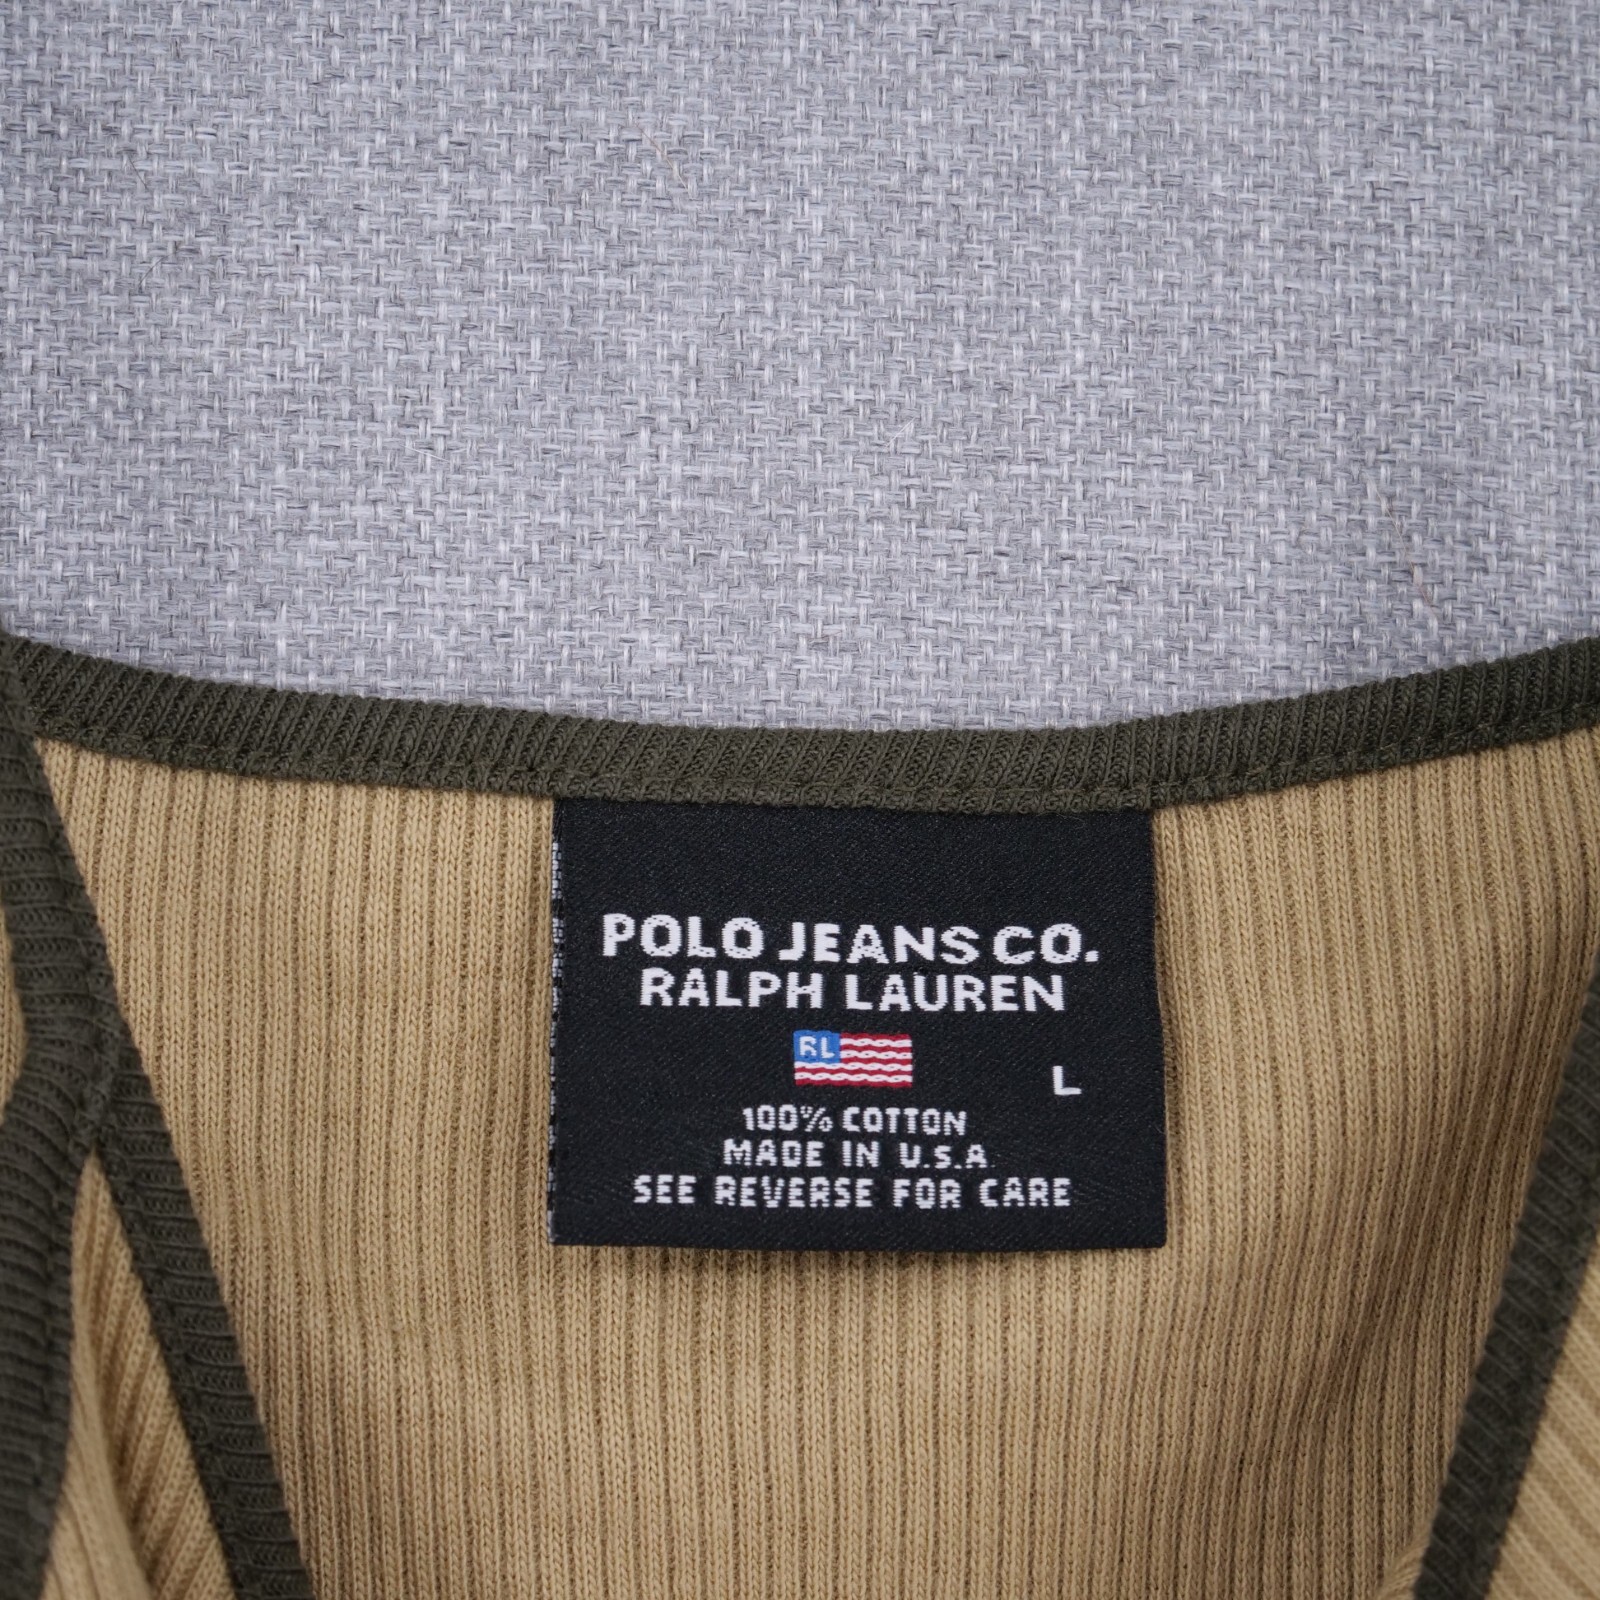 POLO JEANS CO.
RALPH LAUREN
RL
L
100% COTTON
MADE IN U.S.A.
SEE REVERSE FOR CARE